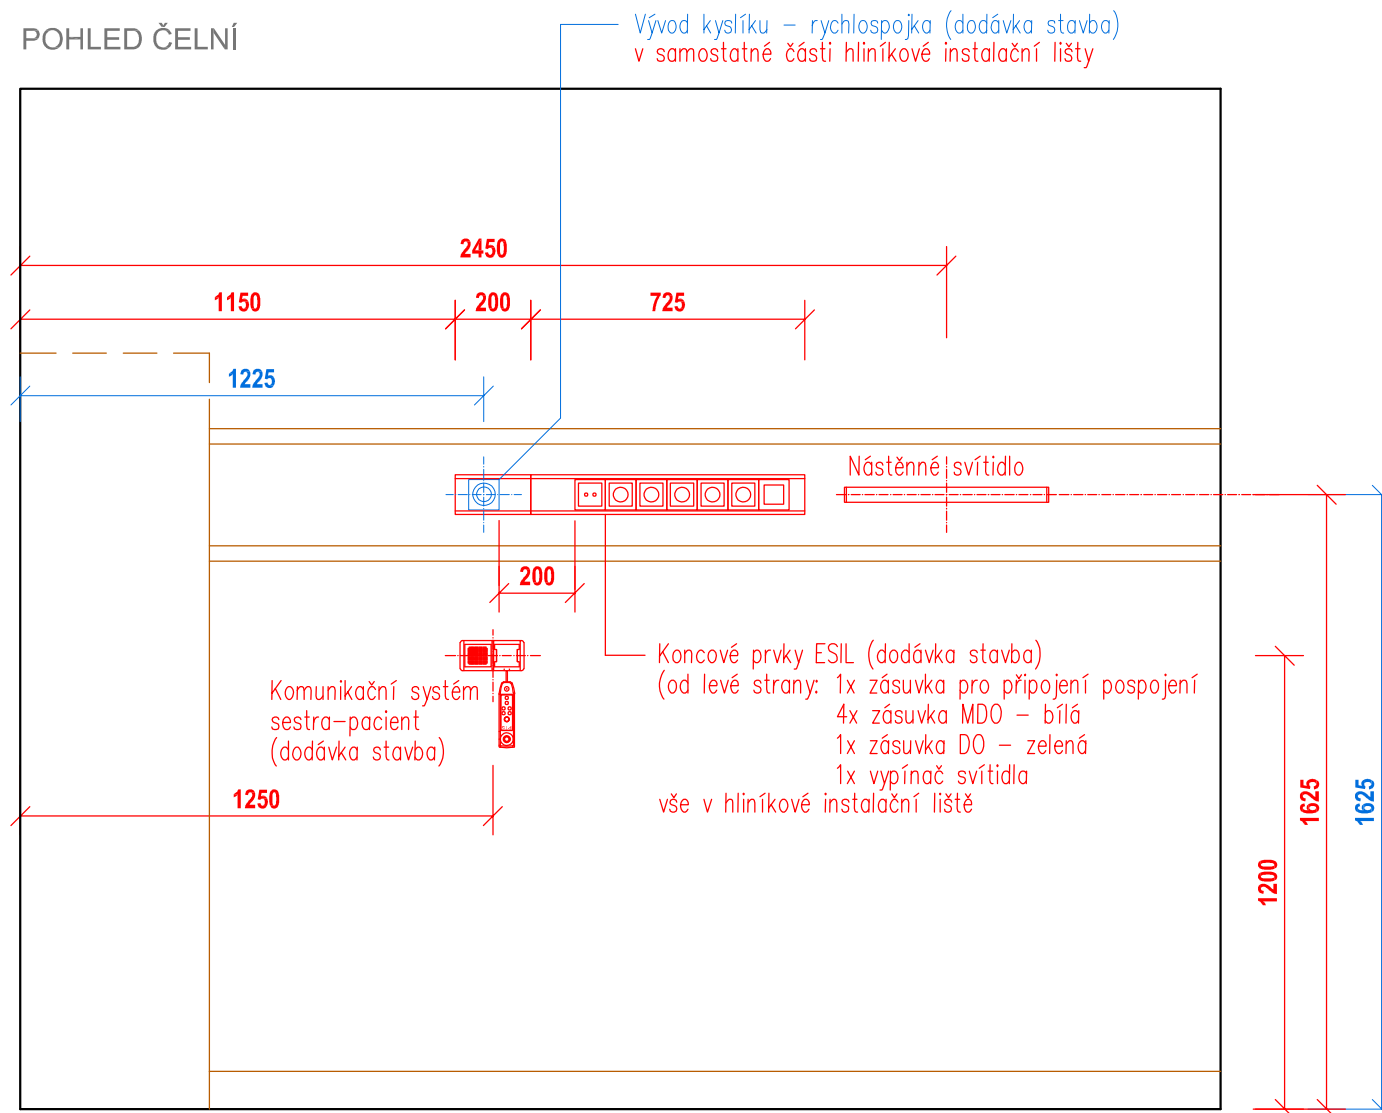 POHLED ČELNÍ
Vývod kyslíku – rychlospojka (dodávka stavba)
v samostatné části hliníkové instalační lišty
2450
1150
200
725
1225
Nástěnné svítidlo
200
Koncové prvky ESIL (dodávka stavba)
(od levé strany: 1x zásuvka pro připojení pospojení
4x zásuvka MDO – bílá
1x zásuvka DO – zelená
1x vypínač svítidla
vše v hliníkové instalační liště
Komunikační systém
sestra–pacient
(dodávka stavba)
1250
1200
1625
1625